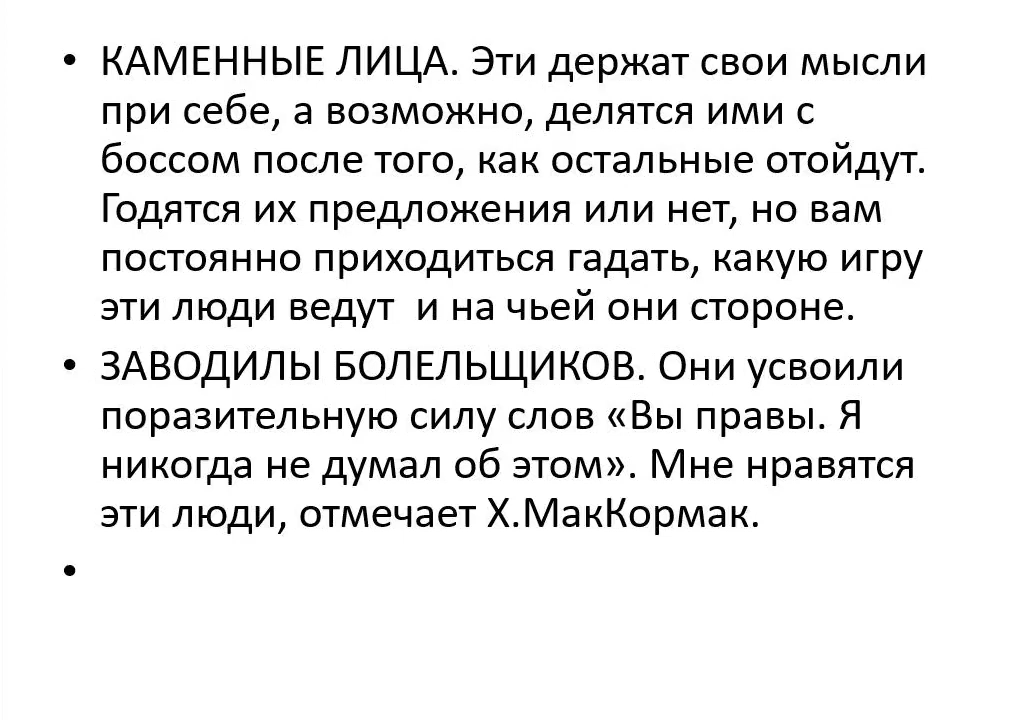 • КАМЕННЫЕ ЛИЦА. Эти держат свои мысли
при себе, а возможно, делятся ими с
боссом после того, как остальные отойдут.
Годятся их предложения или нет, но вам
постоянно приходиться гадать, какую игру
эти люди ведут  и на чьей они стороне.
• ЗАВОДИЛЫ БОЛЕЛЬЩИКОВ. Они усвоили
поразительную силу слов «Вы правы. Я
никогда не думал об этом». Мне нравятся
эти люди, отмечает Х.МакКормак.
•